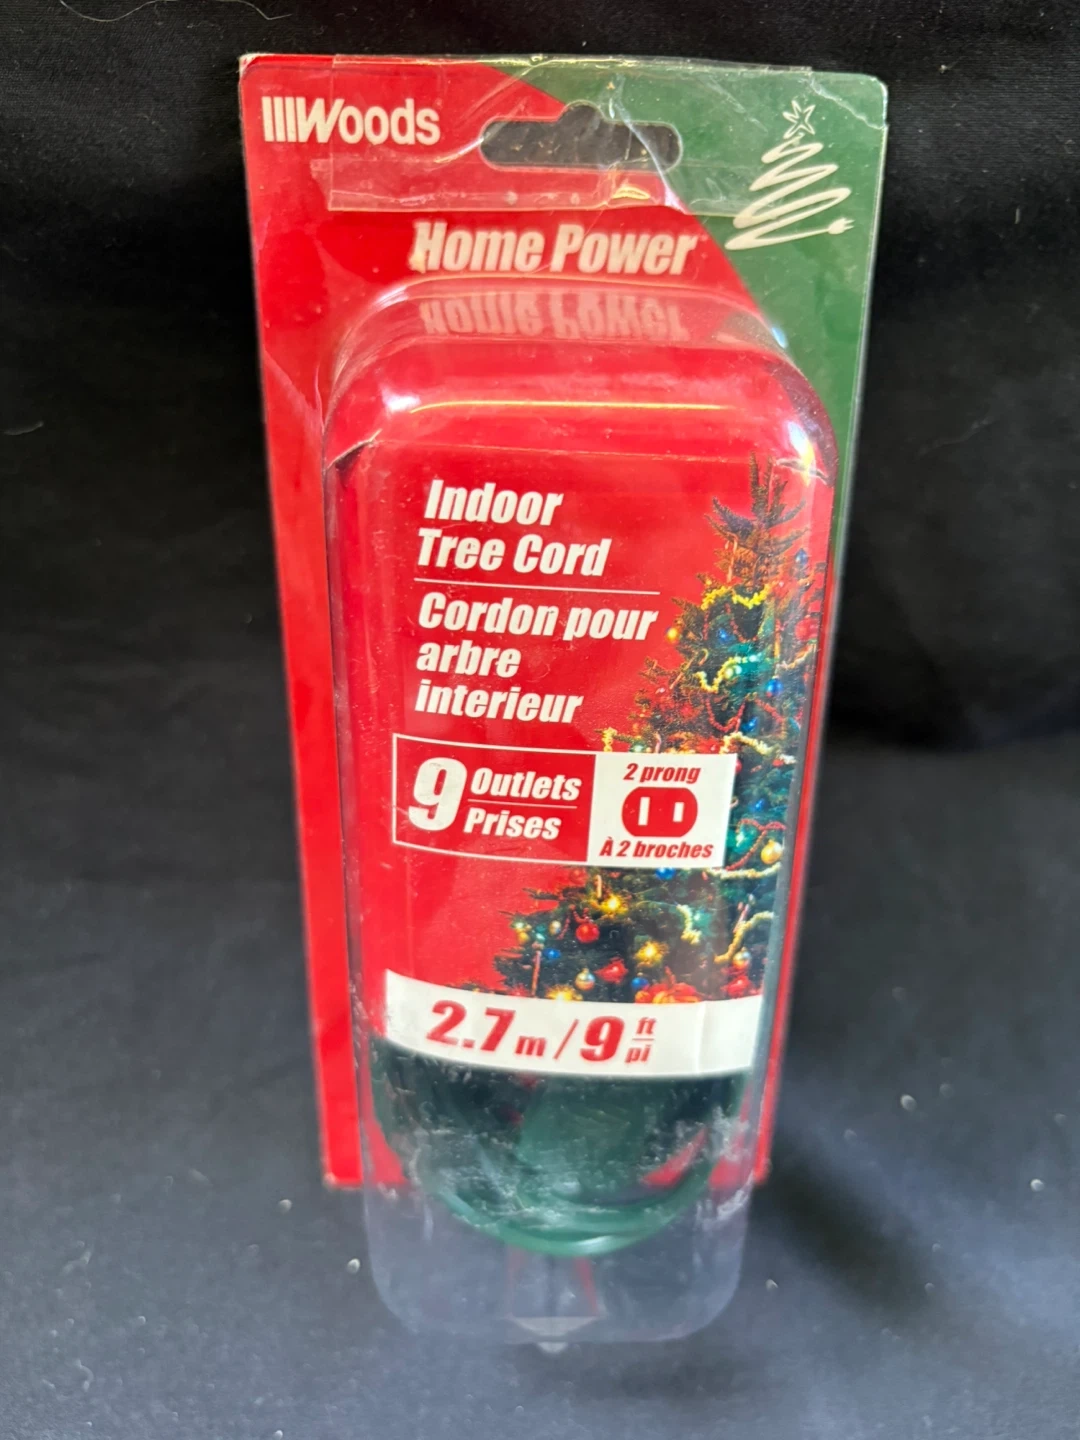 Woods
Home Power
Indoor
Tree Cord
Cordon pour
arbre
interieur
9 Outlets
Prises
2 prong
À 2 broches
2.7 m / 9 ft
pi